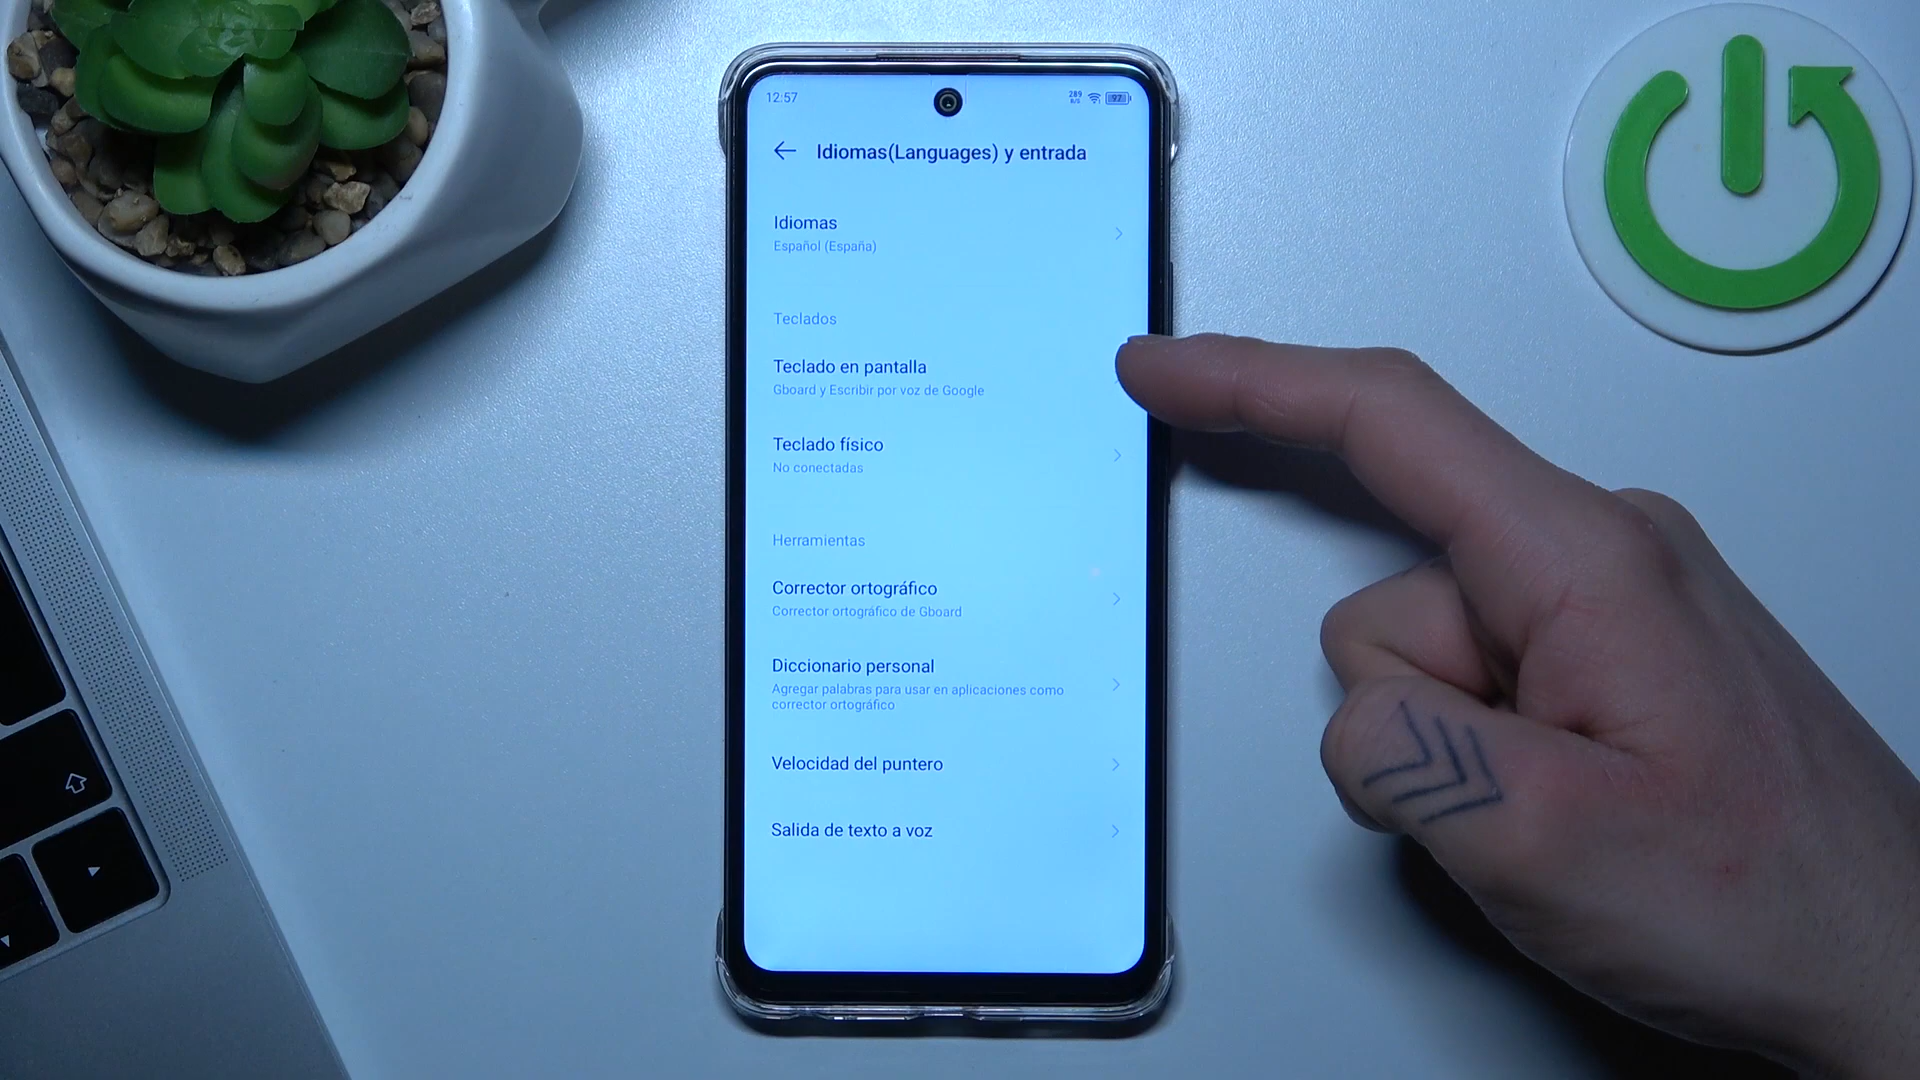 12:57
289
B/S
97
Idiomas(Languages) y entrada
Idiomas
Español (España)
Teclados
Teclado en pantalla
Gboard y Escribir por voz de Google
Teclado físico
No conectadas
Herramientas
Corrector ortográfico
Corrector ortográfico de Gboard
Diccionario personal
Agregar palabras para usar en aplicaciones como
corrector ortográfico
Velocidad del puntero
Salida de texto a voz